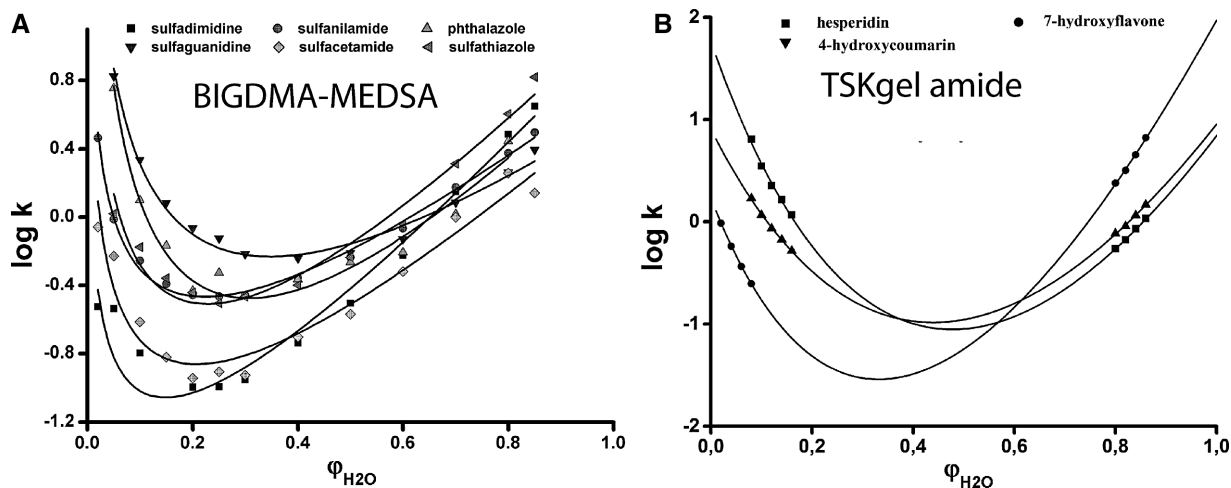 A
sulfadimidine sulfanilamide phthalazole
sulfaguanidine sulfacetamide sulfathiazole
BIGDMA-MEDSA
log k
0.8
0.4
0.0
-0.4
-0.8
-1.2
0.0 0.2 0.4 0.6 0.8 1.0
φH2O
B
hesperidin 7-hydroxyflavone
4-hydroxycoumarin
TSKgel amide
log k
2
1
0
-1
-2
0,0 0,2 0,4 0,6 0,8 1,0
φH2O